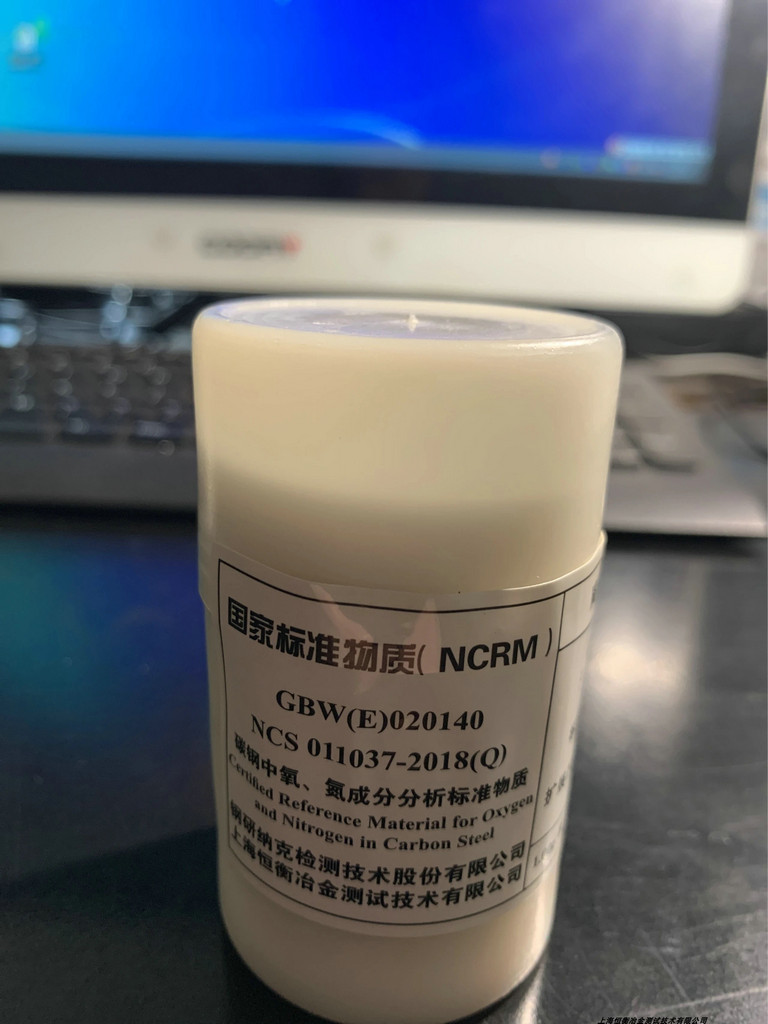 国家标准物质( NCRM )
GBW(E)020140
NCS 011037-2018(Q)
碳钢中氧、氮成分分析标准物质
Certified Reference Material for Oxygen
and Nitrogen in Carbon Steel
钢研纳克检测技术股份有限公司
上海恒衡冶金测试技术有限公司
上海恒衡冶金测试技术有限公司